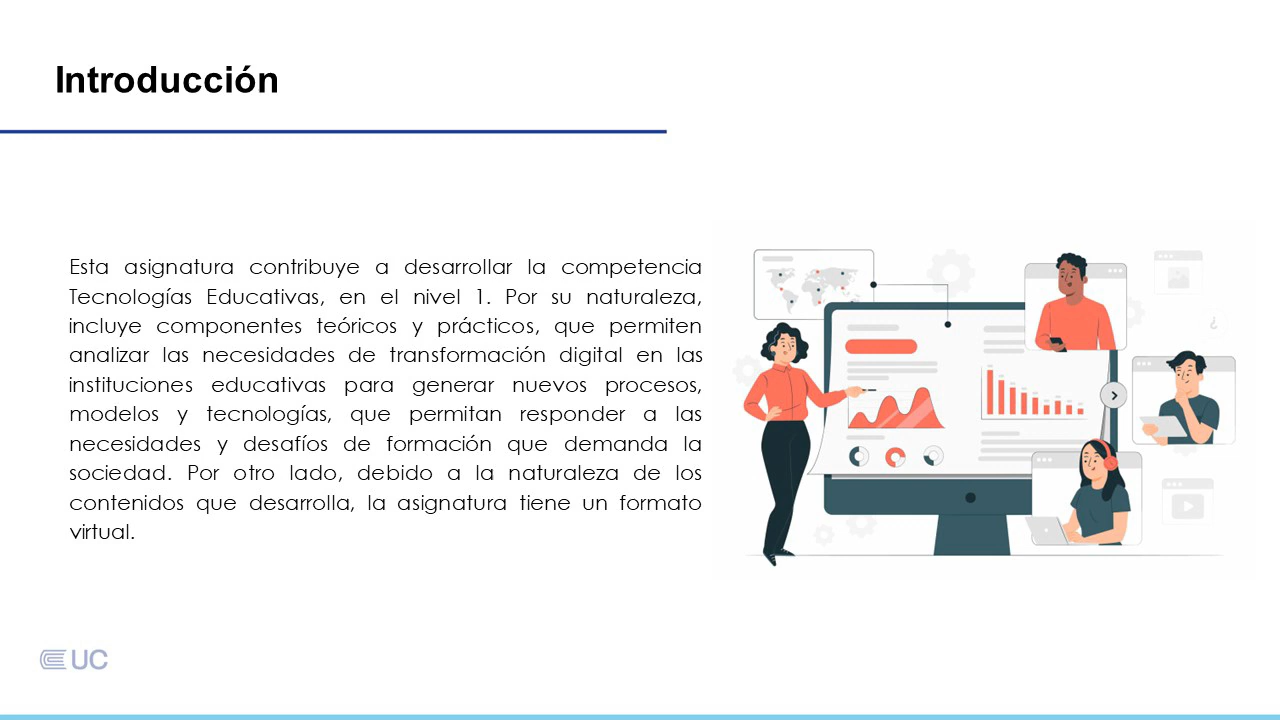 Introducción
Esta asignatura contribuye a desarrollar la competencia
Tecnologías Educativas, en el nivel 1. Por su naturaleza,
incluye componentes teóricos y prácticos, que permiten
analizar las necesidades de transformación digital en las
instituciones educativas para generar nuevos procesos,
modelos y tecnologías, que permitan responder a las
necesidades y desafíos de formación que demanda la
sociedad. Por otro lado, debido a la naturaleza de los
contenidos que desarrolla, la asignatura tiene un formato
virtual.
¿
UC